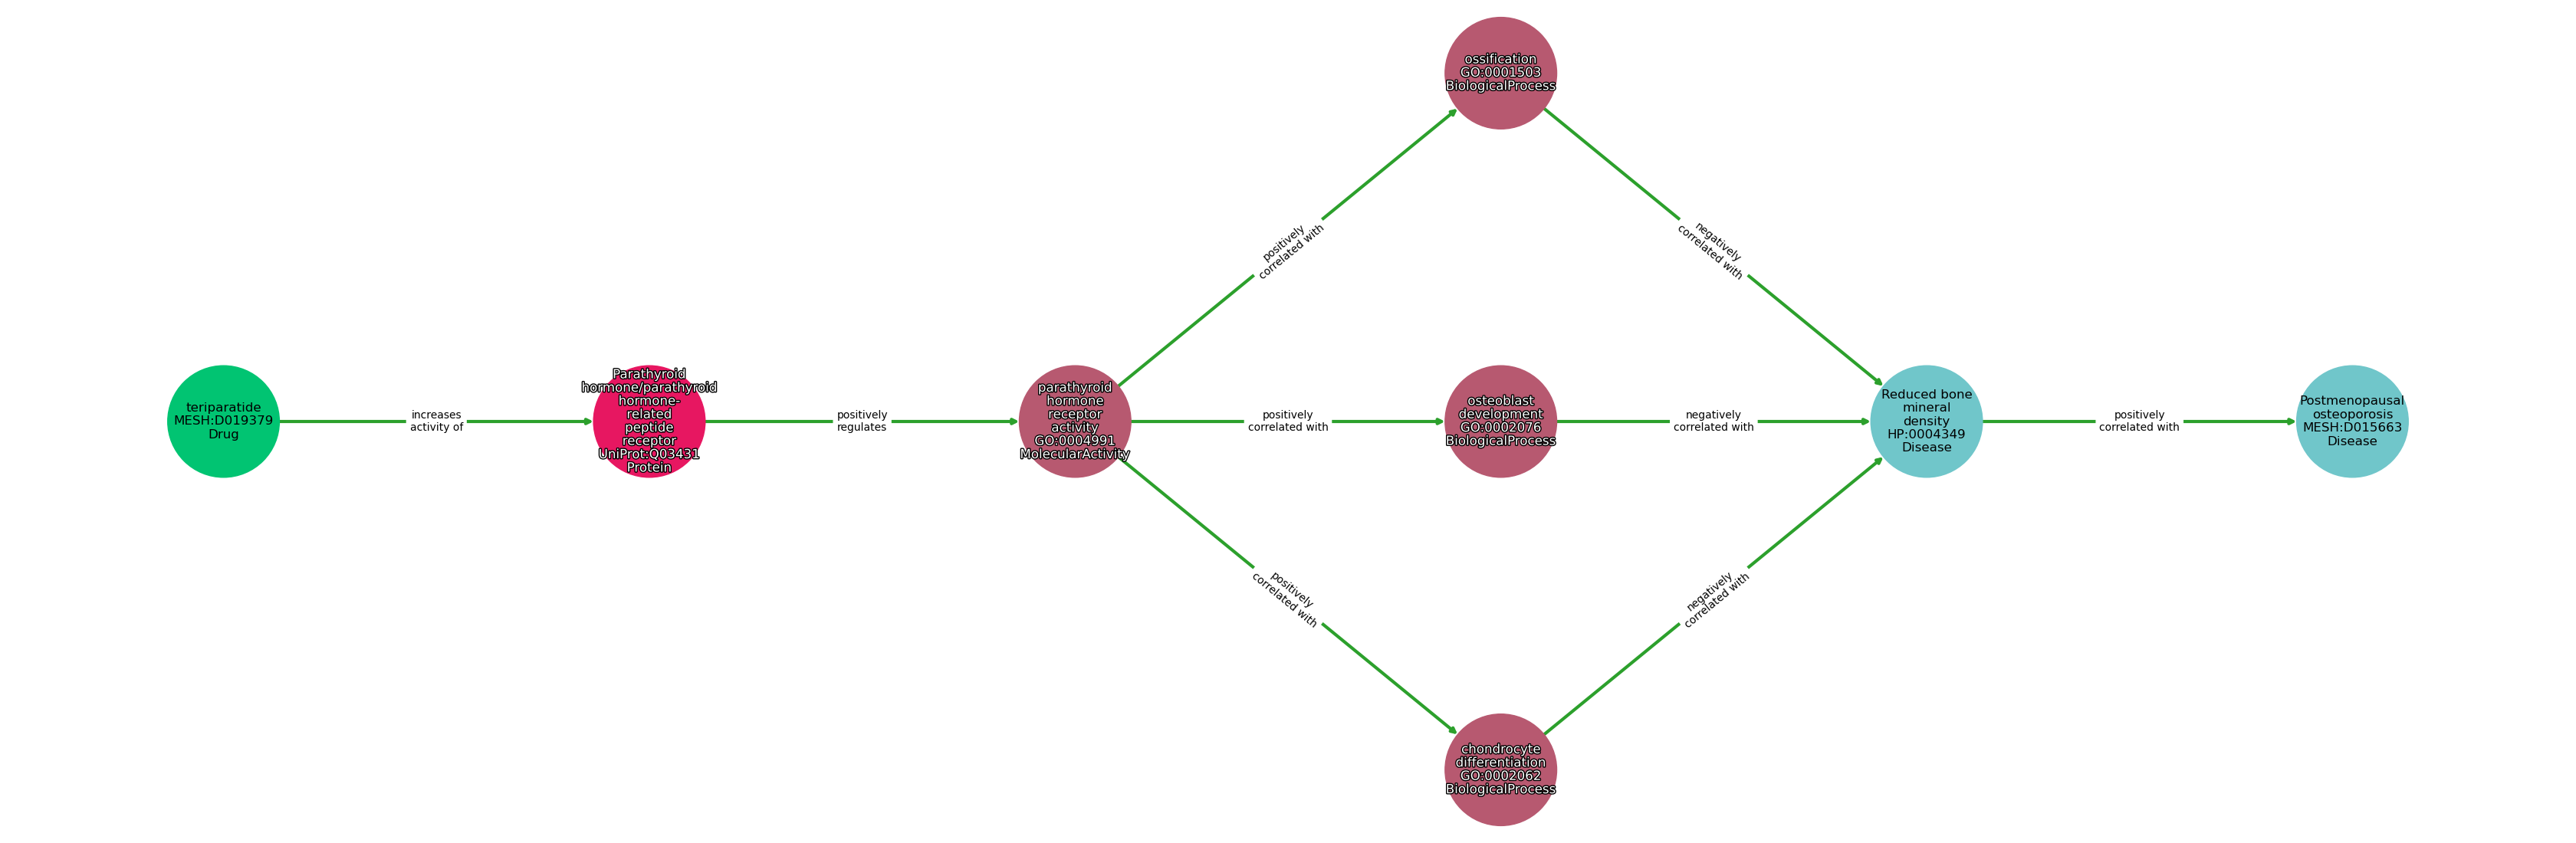 ossification
GO:0001503
BiologicalProcess
positively
correlated with
negatively
correlated with
teriparatide
MESH:D019379
Drug
increases
activity of
Parathyroid
hormone/parathyroid
hormone-
related
peptide
receptor
UniProt:Q03431
Protein
positively
regulates
parathyroid
hormone
receptor
activity
GO:0004991
MolecularActivity
positively
correlated with
osteoblast
development
GO:0002076
BiologicalProcess
negatively
correlated with
Reduced bone
mineral
density
HP:0004349
Disease
positively
correlated with
Postmenopausal
osteoporosis
MESH:D015663
Disease
positively
correlated with
negatively
correlated with
chondrocyte
differentiation
GO:0002062
BiologicalProcess